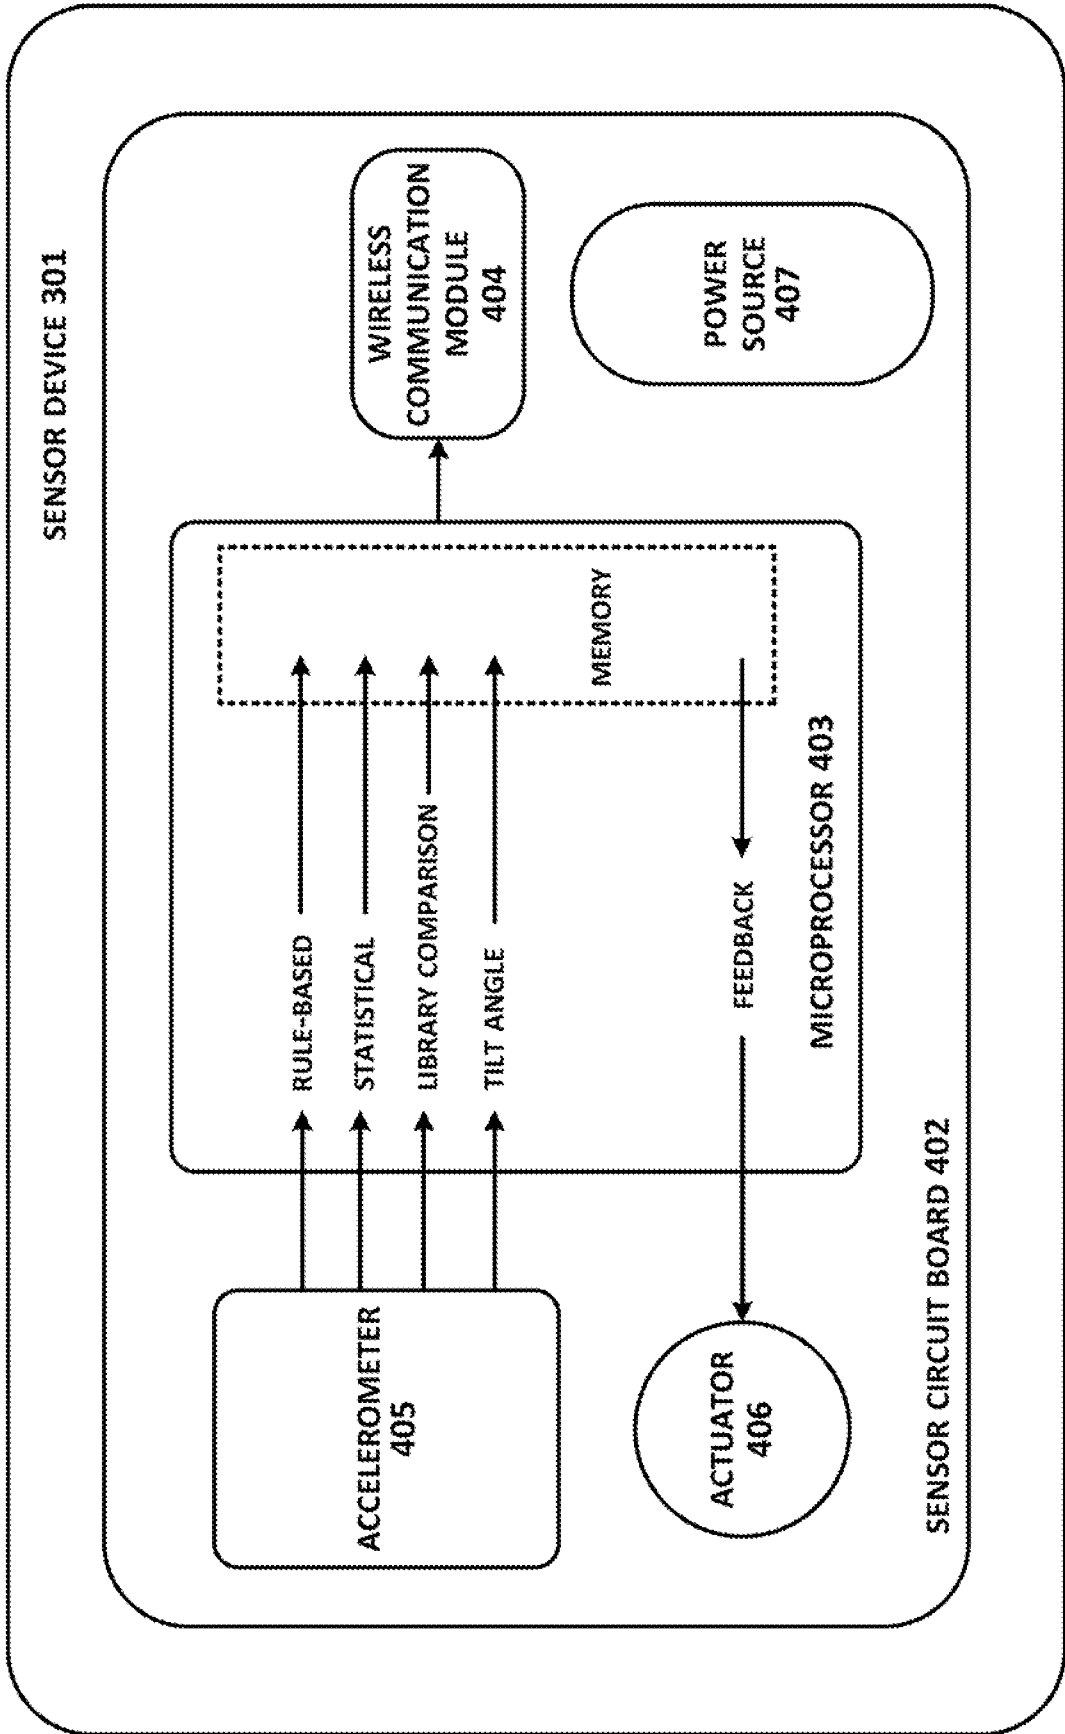 SENSOR DEVICE 301
ACCELEROMETER
405
RULE-BASED
STATISTICAL
LIBRARY COMPARISON
TILT ANGLE
MEMORY
FEEDBACK
MICROPROCESSOR 403
WIRELESS
COMMUNICATION
MODULE
404
ACTUATOR
406
POWER
SOURCE
407
SENSOR CIRCUIT BOARD 402